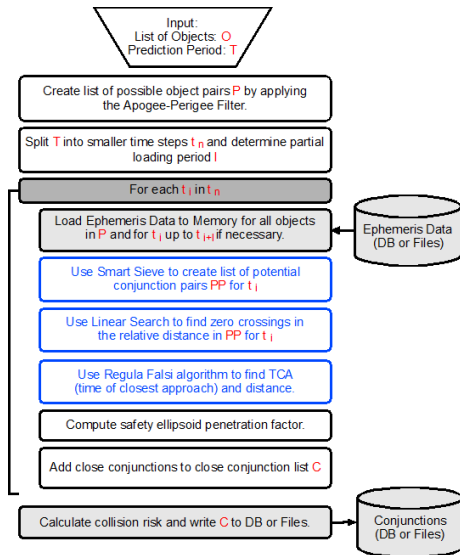 Input:
List of Objects: O
Prediction Period: T
Create list of possible object pairs P by applying
the Apogee-Perigee Filter.
Split T into smaller time steps t n and determine partial
loading period l
For each t i in t n
Load Ephemeris Data to Memory for all objects
in P and for t i up to t i+l if necessary.
Ephemeris Data
(DB or Files)
Use Smart Sieve to create list of potential
conjunction pairs PP for t i
Use Linear Search to find zero crossings in
the relative distance in PP for t i
Use Regula Falsi algorithm to find TCA
(time of closest approach) and distance.
Compute safety ellipsoid penetration factor.
Add close conjunctions to close conjunction list C
Calculate collision risk and write C to DB or Files.
Conjunctions
(DB or Files)